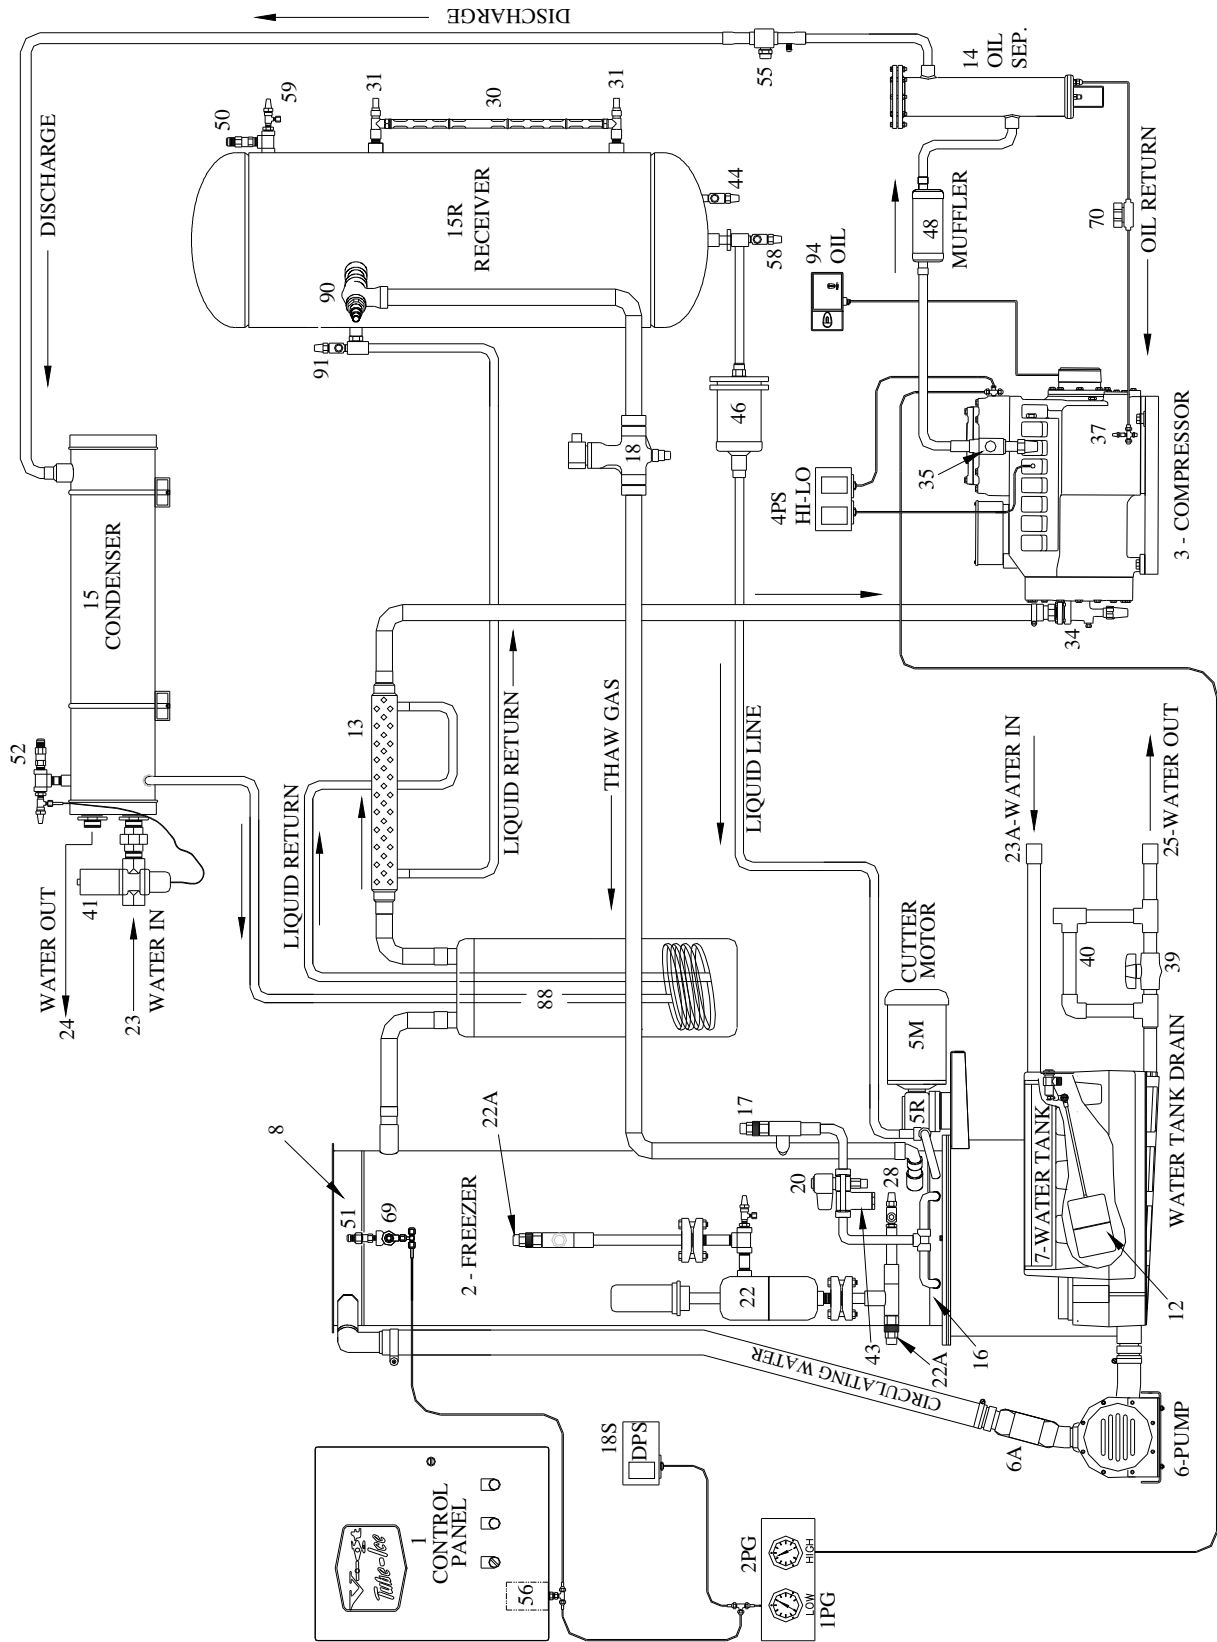 DISCHARGE
DISCHARGE
50
59
31
30
31
15R
RECEIVER
90
91
44
58
55
14
OIL
SEP.
48
MUFFLER
94
OIL
70
OIL RETURN
15
CONDENSER
52
41
WATER OUT
24
23
WATER IN
LIQUID RETURN
13
LIQUID RETURN
18
46
THAW GAS
LIQUID LINE
4PS
HI-LO
35
37
34
3 - COMPRESSOR
88
8
51
69
2 - FREEZER
22A
17
20
28
22
43
22A
16
5R
5M
CUTTER
MOTOR
23A-WATER IN
25-WATER OUT
40
39
7-WATER TANK
WATER TANK DRAIN
12
CIRCULATING WATER
6A
6-PUMP
Vogt
Tube-Ice
1
CONTROL
PANEL
56
18S
DPS
2PG
HIGH
LOW
1PG